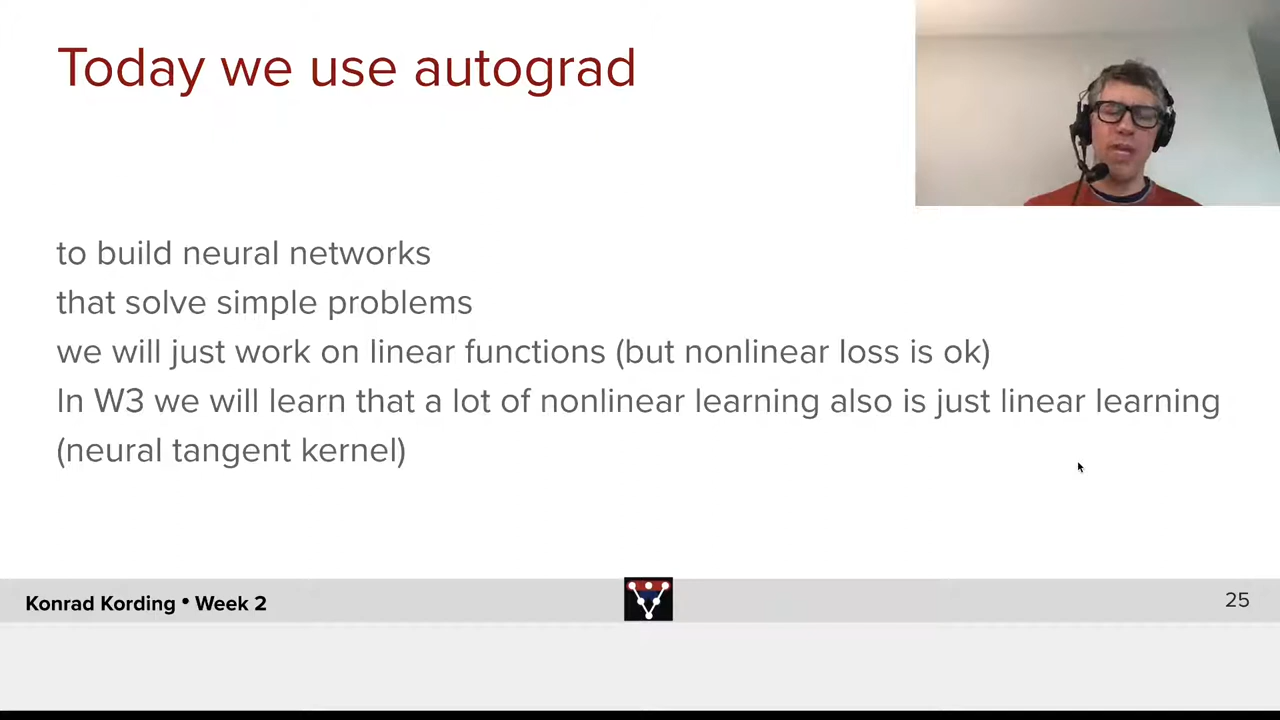 Today we use autograd
to build neural networks
that solve simple problems
we will just work on linear functions (but nonlinear loss is ok)
In W3 we will learn that a lot of nonlinear learning also is just linear learning
(neural tangent kernel)
Konrad Kording • Week 2
25